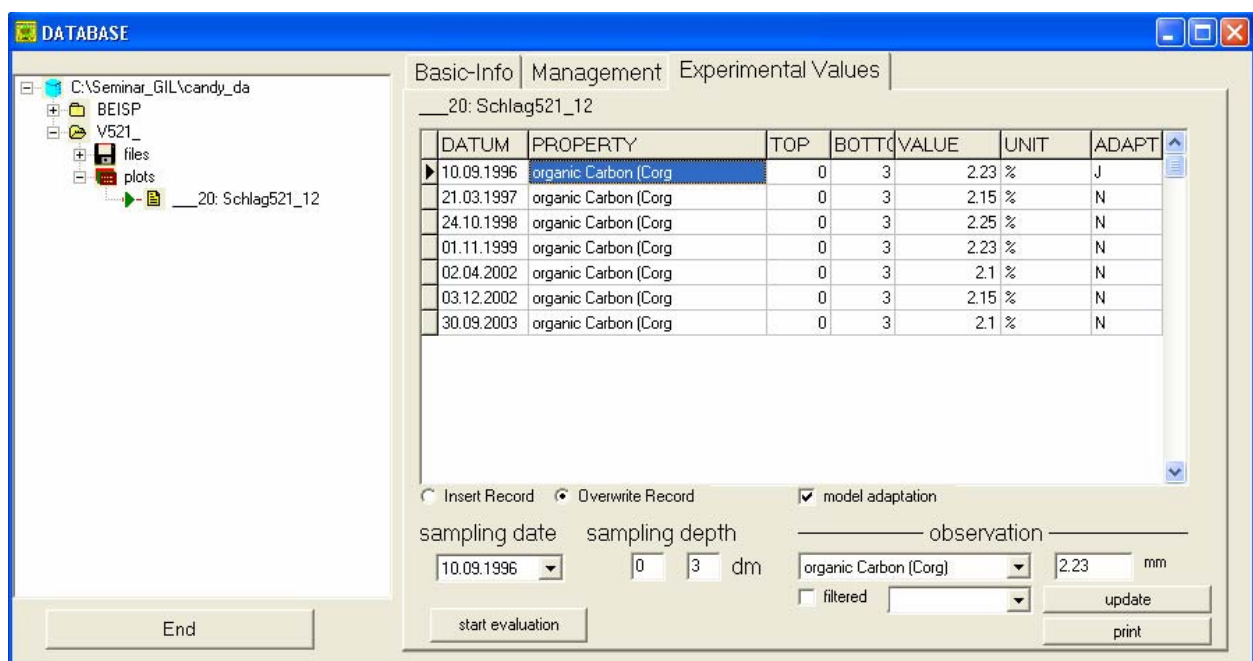 DATABASE
C:\Seminar_GIL\candy_da
BEISP
V521_
files
plots
___20: Schlag521_12
End
Basic-Info Management Experimental Values
___20: Schlag521_12
DATUM PROPERTY TOP BOTTO VALUE UNIT ADAPT
10.09.1996 organic Carbon (Corg 0 3 2.23 % J
21.03.1997 organic Carbon (Corg 0 3 2.15 % N
24.10.1998 organic Carbon (Corg 0 3 2.25 % N
01.11.1999 organic Carbon (Corg 0 3 2.23 % N
02.04.2002 organic Carbon (Corg 0 3 2.1 % N
03.12.2002 organic Carbon (Corg 0 3 2.15 % N
30.09.2003 organic Carbon (Corg 0 3 2.1 % N
Insert Record Overwrite Record model adaptation
sampling date sampling depth observation
10.09.1996 0 3 dm organic Carbon (Corg) 2.23 mm
filtered update
start evaluation print